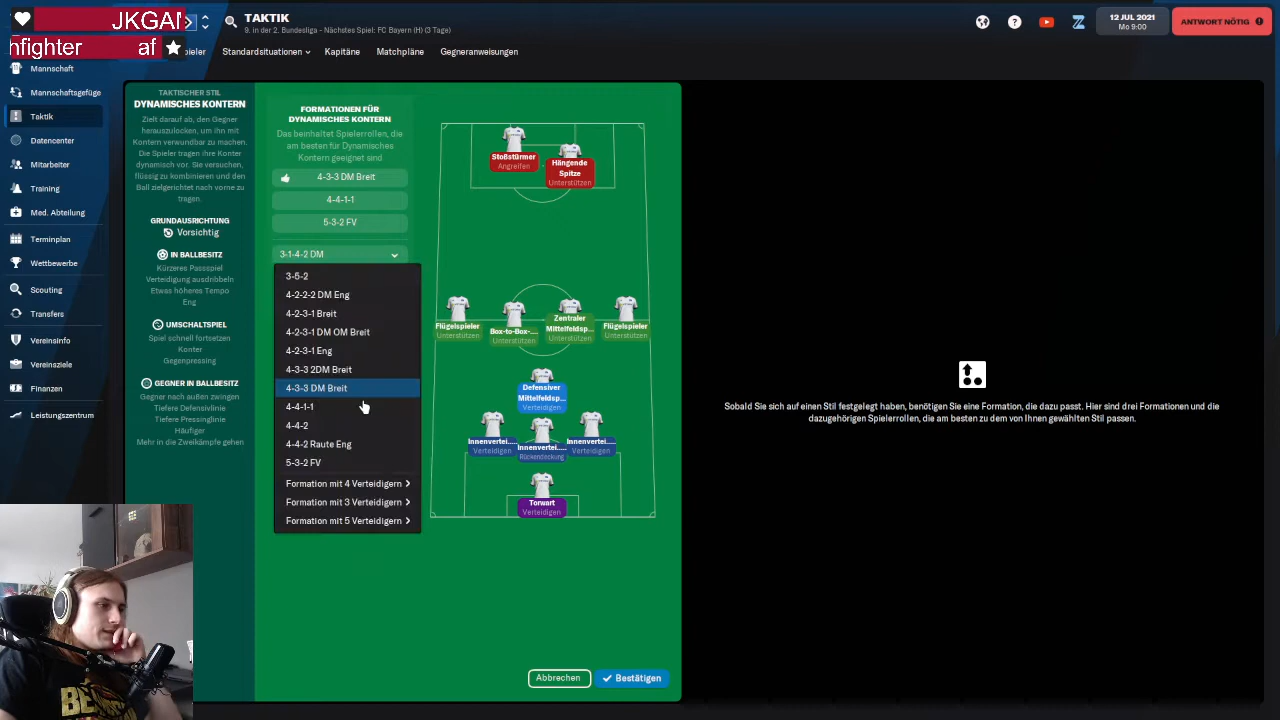 JKGA
hfighter af
TAKTIK
9. in der 2. Bundesliga - Nächstes Spiel: FC Bayern (H) (3 Tage)
12 JUL 2021
Mo 9:00
ANTWORT NÖTIG
Standardsituationen
Kapitäne
Matchpläne
Gegneranweisungen
Mannschaft
Mannschaftsgefüge
Taktik
Datencenter
Mitarbeiter
Training
Med. Abteilung
Terminplan
Wettbewerbe
Scouting
Transfers
Vereinsinfo
Vereinsziele
Finanzen
Leistungszentrum
TAKTISCHER STIL
DYNAMISCHES KONTERN
Zielt darauf ab, den Gegner
herauszulocken, um ihn mit
Kontern verwundbar zu machen.
Die Spieler tragen ihre Konter
dynamisch vor. Sie versuchen,
flüssig zu kombinieren und den
Ball zielgerichtet nach vorne zu
tragen.
GRUNDAUSRICHTUNG
Vorsichtig
IN BALLBESITZ
Kürzeres Passspiel
Verteidigung ausdribbeln
Etwas höheres Tempo
Eng
UMSCHALTSPIEL
Spiel schnell fortsetzen
Konter
Gegenpressing
GEGNER IN BALLBESITZ
Gegner nach außen zwingen
Tiefere Defensivlinie
Tiefere Pressinglinie
Häufiger
Mehr in die Zweikämpfe gehen
FORMATIONEN FÜR
DYNAMISCHES KONTERN
Das beinhaltet Spielerrollen, die
am besten für Dynamisches
Kontern geeignet sind
4-3-3 DM Breit
4-4-1-1
5-3-2 FV
3-1-4-2 DM
3-5-2
4-2-2-2 DM Eng
4-2-3-1 Breit
4-2-3-1 DM OM Breit
4-2-3-1 Eng
4-3-3 2DM Breit
4-3-3 DM Breit
4-4-1-1
4-4-2
4-4-2 Raute Eng
5-3-2 FV
Formation mit 4 Verteidigern
Formation mit 3 Verteidigern
Formation mit 5 Verteidigern
Stoßstürmer
Angreifen
Hängende
Spitze
Unterstützen
Flügelspieler
Unterstützen
Box-to-Box-...
Unterstützen
Zentraler
Mittelfeldsp...
Unterstützen
Flügelspieler
Unterstützen
Defensiver
Mittelfeldsp...
Verteidigen
Innenvertei....
Verteidigen
Innenvertei....
Rückendeckung
Innenvertei....
Verteidigen
Torwart
Verteidigen
Abbrechen
Bestätigen
Sobald Sie sich auf einen Stil festgelegt haben, benötigen Sie eine Formation, die dazu passt. Hier sind drei Formationen und die
dazugehörigen Spielerrollen, die am besten zu dem von Ihnen gewählten Stil passen.